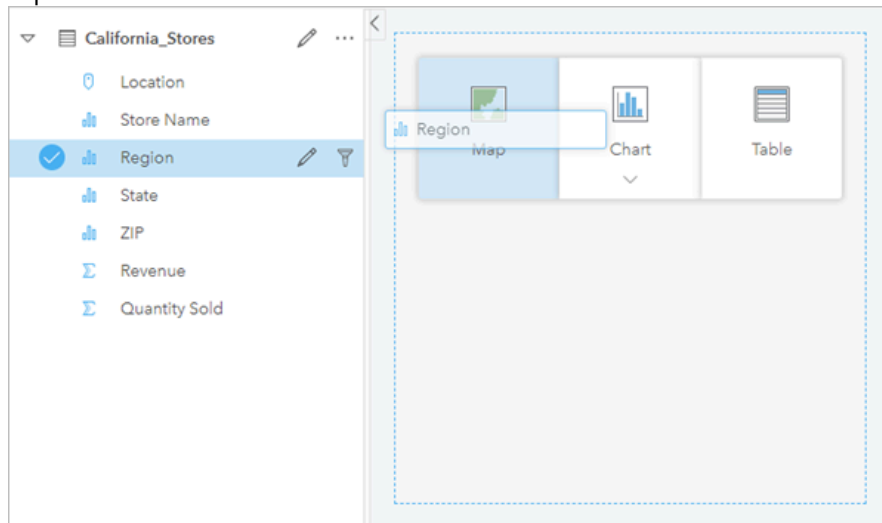 California_Stores
Location
Store Name
Region
State
ZIP
Revenue
Quantity Sold
Region
Map
Chart
Table